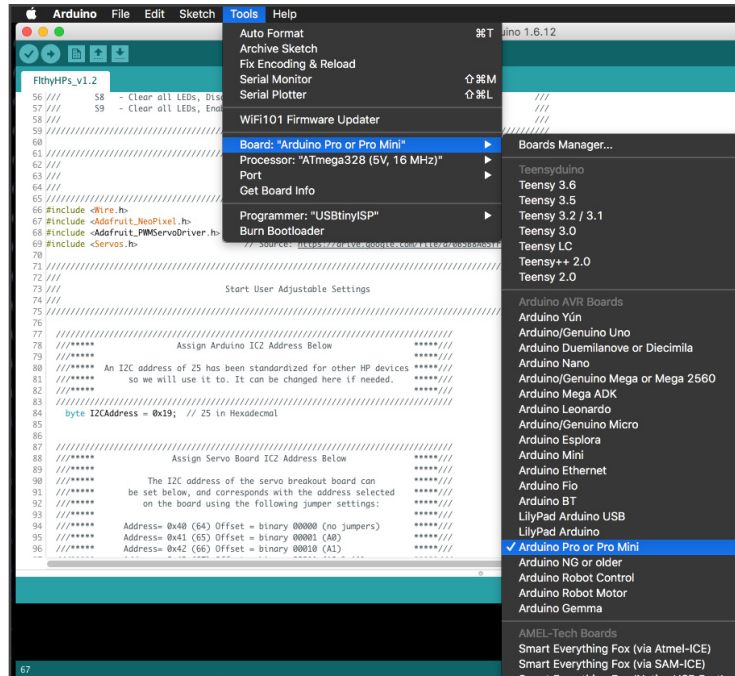 Arduino File Edit Sketch Tools Help
uino 1.6.12
Auto Format ⌘T
Archive Sketch
Fix Encoding & Reload
Serial Monitor ⇧⌘M
Serial Plotter ⇧⌘L
WiFi101 Firmware Updater
Board: "Arduino Pro or Pro Mini" ▶
Processor: "ATmega328 (5V, 16 MHz)" ▶
Port ▶
Get Board Info
Programmer: "USBtinyISP" ▶
Burn Bootloader
Boards Manager...
Teensyduino
Teensy 3.6
Teensy 3.5
Teensy 3.2 / 3.1
Teensy 3.0
Teensy LC
Teensy++ 2.0
Teensy 2.0
Arduino AVR Boards
Arduino Yún
Arduino/Genuino Uno
Arduino Duemilanove or Diecimila
Arduino Nano
Arduino/Genuino Mega or Mega 2560
Arduino Mega ADK
Arduino Leonardo
Arduino/Genuino Micro
Arduino Esplora
Arduino Mini
Arduino Ethernet
Arduino Fio
Arduino BT
LilyPad Arduino USB
LilyPad Arduino
✓ Arduino Pro or Pro Mini
Arduino NG or older
Arduino Robot Control
Arduino Robot Motor
Arduino Gemma
AMEL-Tech Boards
Smart Everything Fox (via Atmel-ICE)
Smart Everything Fox (via SAM-ICE)
FlthyHPs_v1.2
56 /// S8 - Clear all LEDs, ///
57 /// S9 - Clear all LEDs, ///
58 /// ///
59 ////////////////////////////////
60
61 ////////////////////////////////
62 ///
63 ///
64 ///
65 ////////////////////////////////
66 #include <Wire.h>
67 #include <Adafruit_NeoPixel.h>
68 #include <Adafruit_PWMServoDriver.h>
69 #include <Servos.h> // Source:
70
71 ////////////////////////////////
72 ///
73 /// Start User Adjustable Settings
74 ///
75 ////////////////////////////////
76
77 ////////////////////////////////
78 ///***** Assign Arduino IC2 Address Below *****///
79 ///***** *****///
80 ///***** An I2C address of 25 has been standardized for other HP devices *****///
81 ///***** so we will use it to. It can be changed here if needed. *****///
82 ///***** *****///
83 ////////////////////////////////
84 byte I2CAddress = 0x19; // 25 in Hexadecmal
85
86
87 ////////////////////////////////
88 ///***** Assign Servo Board IC2 Address Below *****///
89 ///***** *****///
90 ///***** The I2C address of the servo breakout board can *****///
91 ///***** be set below, and corresponds with the address selected *****///
92 ///***** on the board using the following jumper settings: *****///
93 ///***** *****///
94 ///***** Address= 0x40 (64) Offset = binary 00000 (no jumpers) *****///
95 ///***** Address= 0x41 (65) Offset = binary 00001 (A0) *****///
96 ///***** Address= 0x42 (66) Offset = binary 00010 (A1) *****///
67